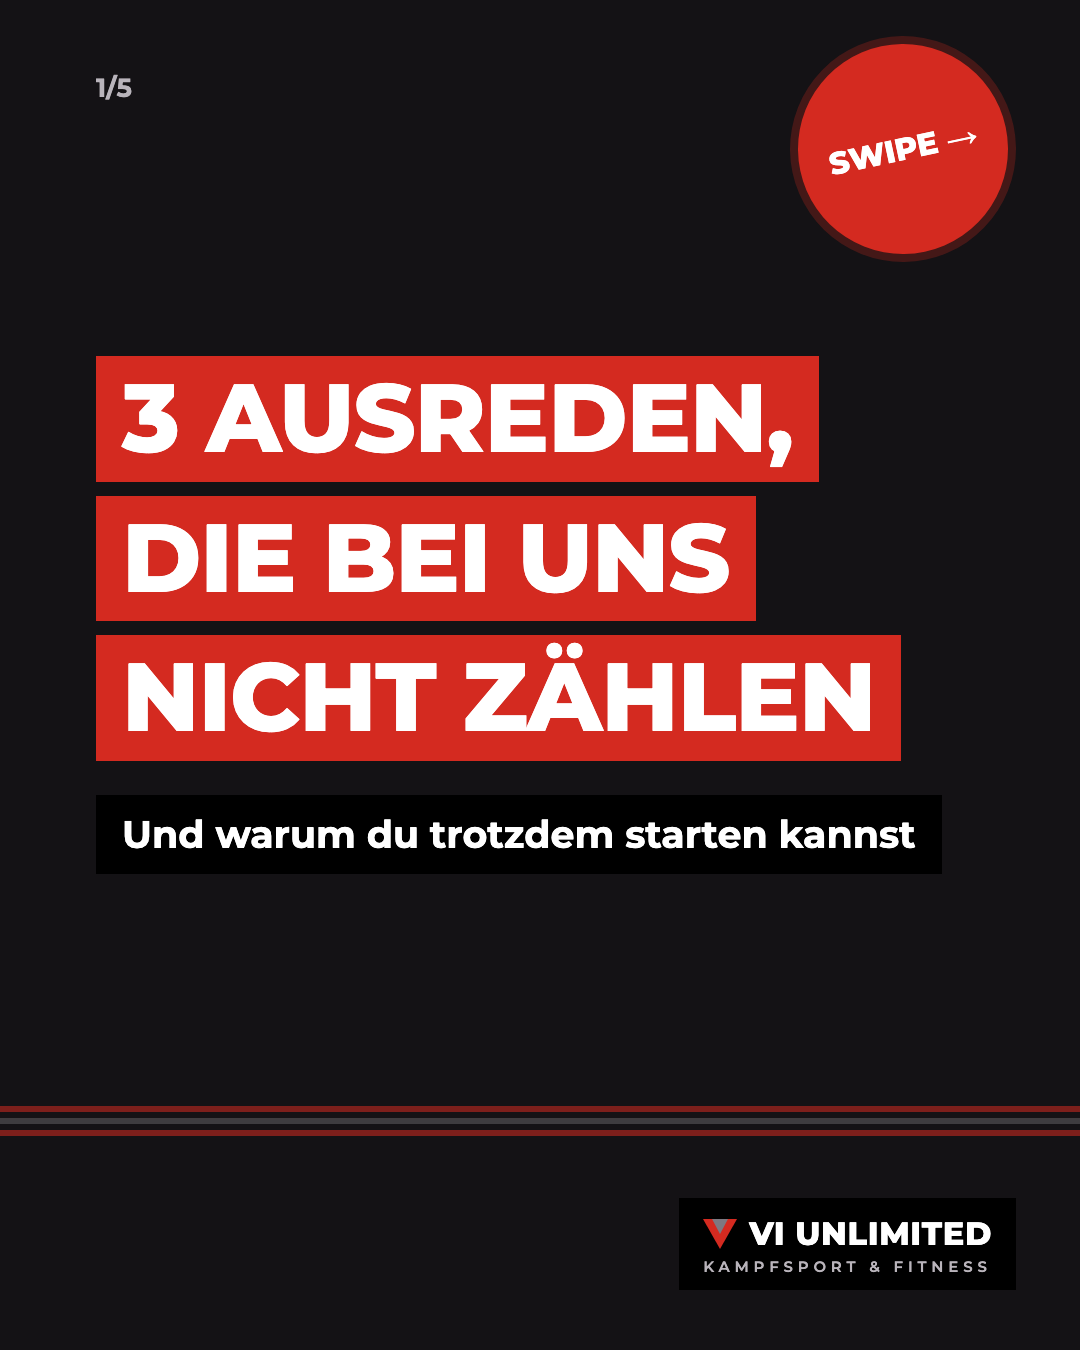 1/5
SWIPE →
3 AUSREDEN,
DIE BEI UNS
NICHT ZÄHLEN
Und warum du trotzdem starten kannst
VI UNLIMITED
KAMPFSPORT & FITNESS